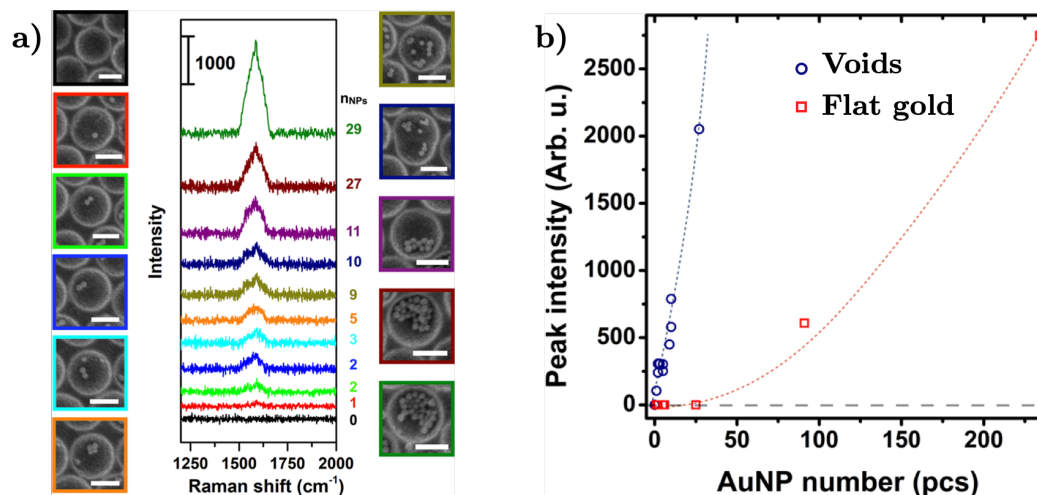 a)
1000
nNPs
29
27
11
10
9
5
3
2
2
1
0
Intensity
1250 1500 1750 2000
Raman shift (cm-1)
b)
Voids
Flat gold
Peak intensity (Arb. u.)
2500
2000
1500
1000
500
0
0 50 100 150 200
AuNP number (pcs)